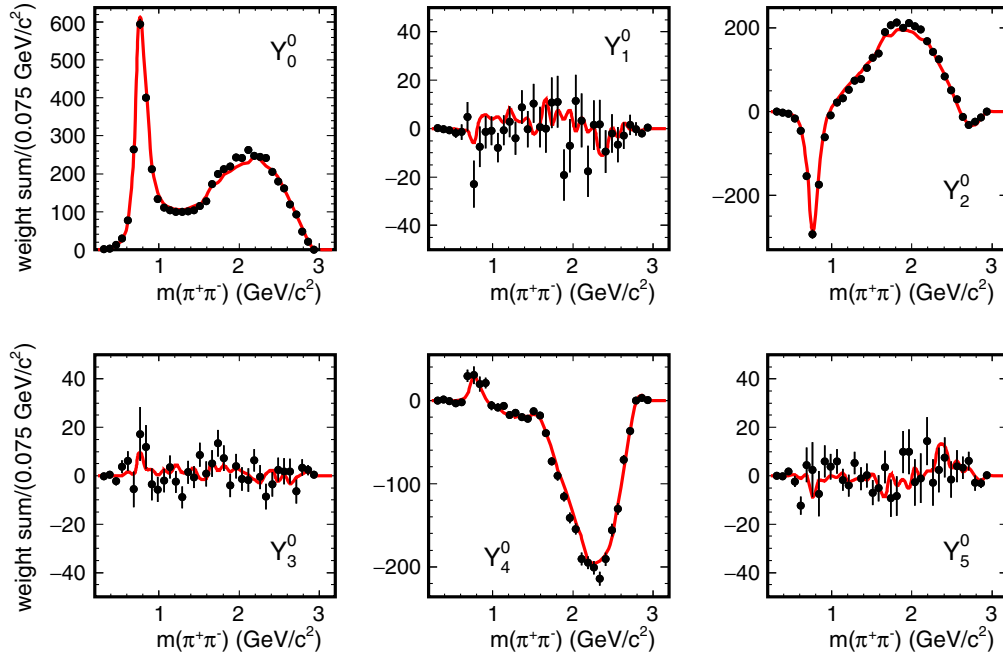 weight sum/(0.075 GeV/c²)
600
500
400
300
200
100
0
Y⁰₀
1 2 3
m(π⁺π⁻) (GeV/c²)
40
20
0
−20
−40
Y⁰₁
1 2 3
m(π⁺π⁻) (GeV/c²)
200
0
−200
Y⁰₂
1 2 3
m(π⁺π⁻) (GeV/c²)
weight sum/(0.075 GeV/c²)
40
20
0
−20
−40
Y⁰₃
1 2 3
m(π⁺π⁻) (GeV/c²)
0
−100
−200
Y⁰₄
1 2 3
m(π⁺π⁻) (GeV/c²)
40
20
0
−20
−40
Y⁰₅
1 2 3
m(π⁺π⁻) (GeV/c²)